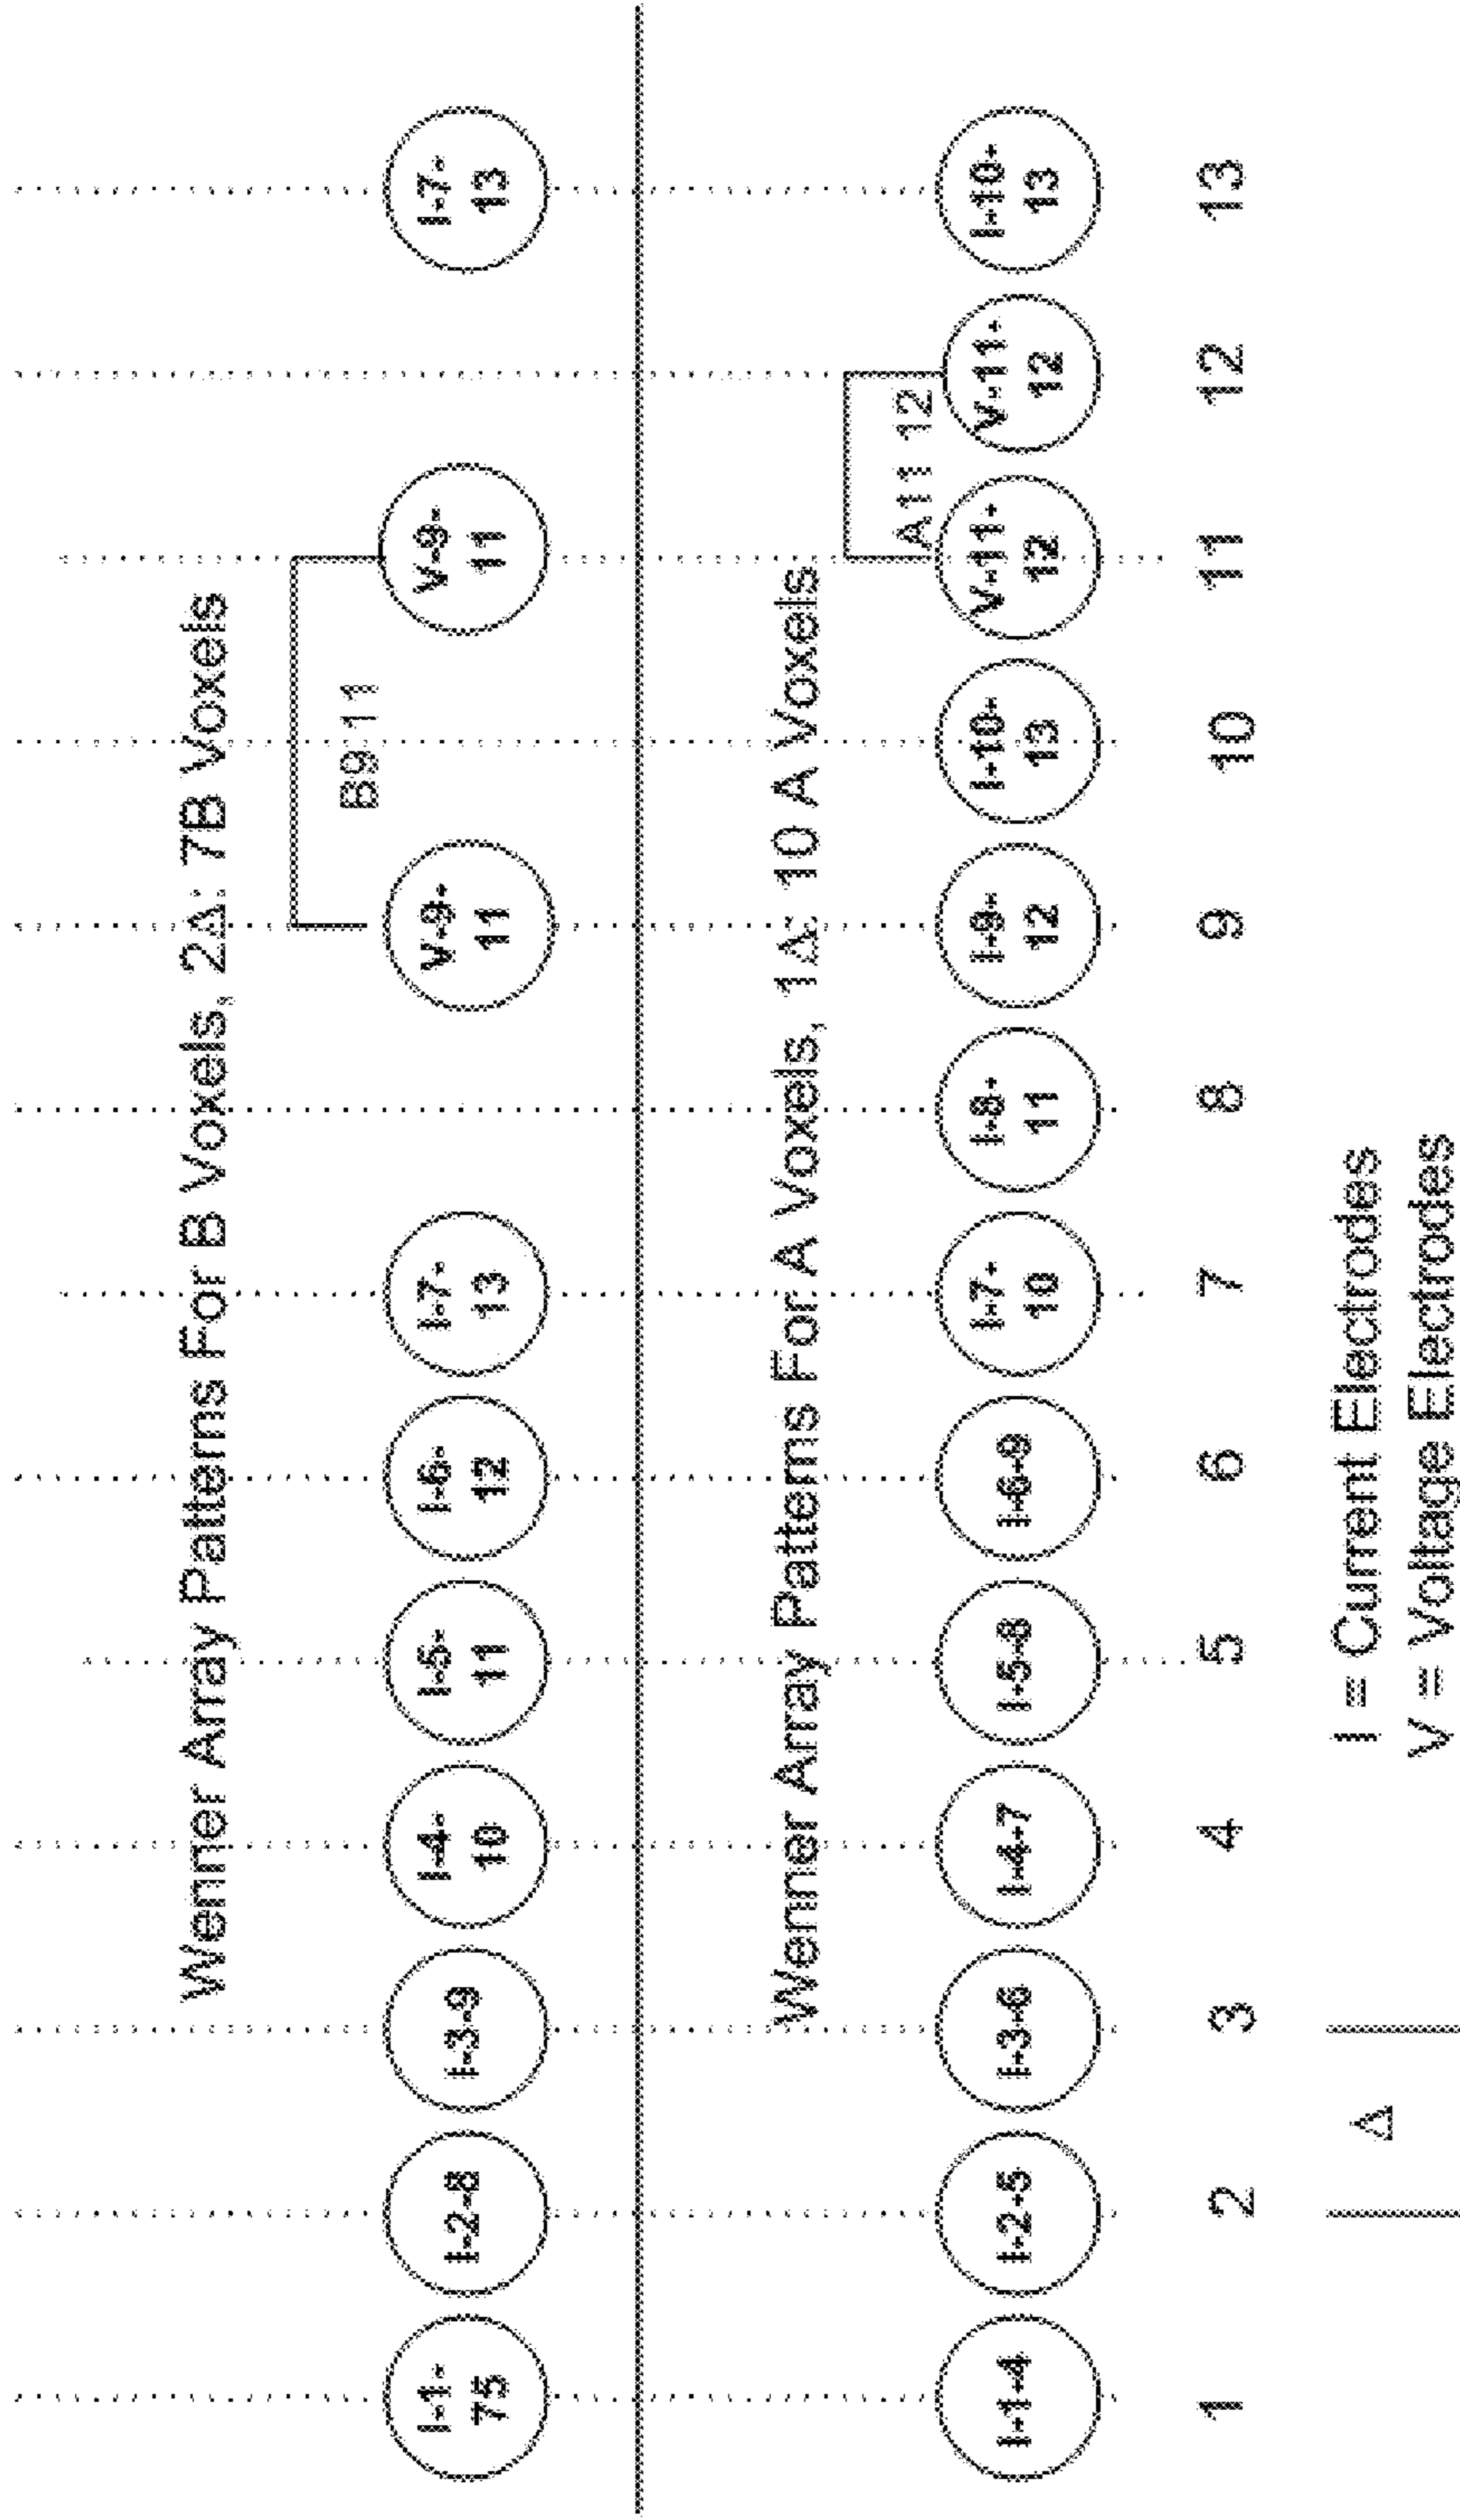 Wenner Array Patterns For B Voxels, 2Δ: 7B Voxels
B9 11
I-1-
75
I-2-8
I-3-9
I-4-
10
I-5-
11
I-6-
12
I-7-
13
V-9-
11
V-9-
11
I-7-
13
Wenner Array Patterns For A Voxels, 1Δ: 10 A Voxels
A11 12
I-1-4
I-2-5
I-3-6
I-4-7
I-5-8
I-6-9
I-7-
10
I-8-
11
I-9-
12
I-10-
13
V-11-
12
V-11-
12
I-10-
13
1 2 3 4 5 6 7 8 9 10 11 12 13
Δ
I = Current Electrodes
V = Voltage Electrodes